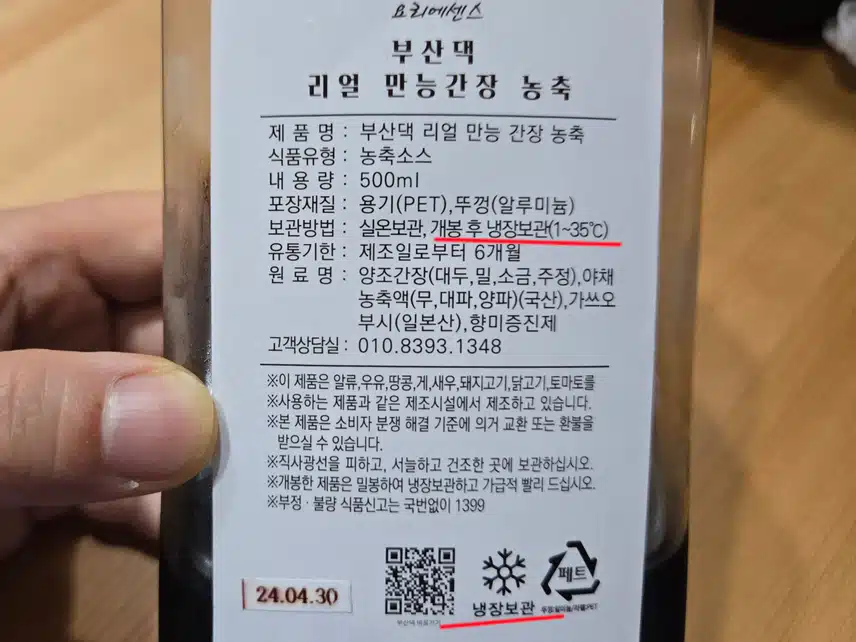 요리에센스
부산댁
리얼 만능간장 농축
제 품 명 : 부산댁 리얼 만능 간장 농축
식품유형 : 농축소스
내 용 량 : 500ml
포장재질 : 용기(PET),뚜껑(알루미늄)
보관방법 : 실온보관, 개봉 후 냉장보관(1~35℃)
유통기한 : 제조일로부터 6개월
원 료 명 : 양조간장(대두,밀,소금,주정),야채
농축액(무,대파,양파)(국산),가쓰오
부시(일본산),향미증진제
고객상담실 : 010.8393.1348
※이 제품은 알류,우유,땅콩,게,새우,돼지고기,닭고기,토마토를
※사용하는 제품과 같은 제조시설에서 제조하고 있습니다.
※본 제품은 소비자 분쟁 해결 기준에 의거 교환 또는 환불을
받으실 수 있습니다.
※직사광선을 피하고, 서늘하고 건조한 곳에 보관하십시오.
※개봉한 제품은 밀봉하여 냉장보관하고 가급적 빨리 드십시오.
※부정·불량 식품신고는 국번없이 1399
24.04.30
부산댁 바로가기
냉장보관
페트